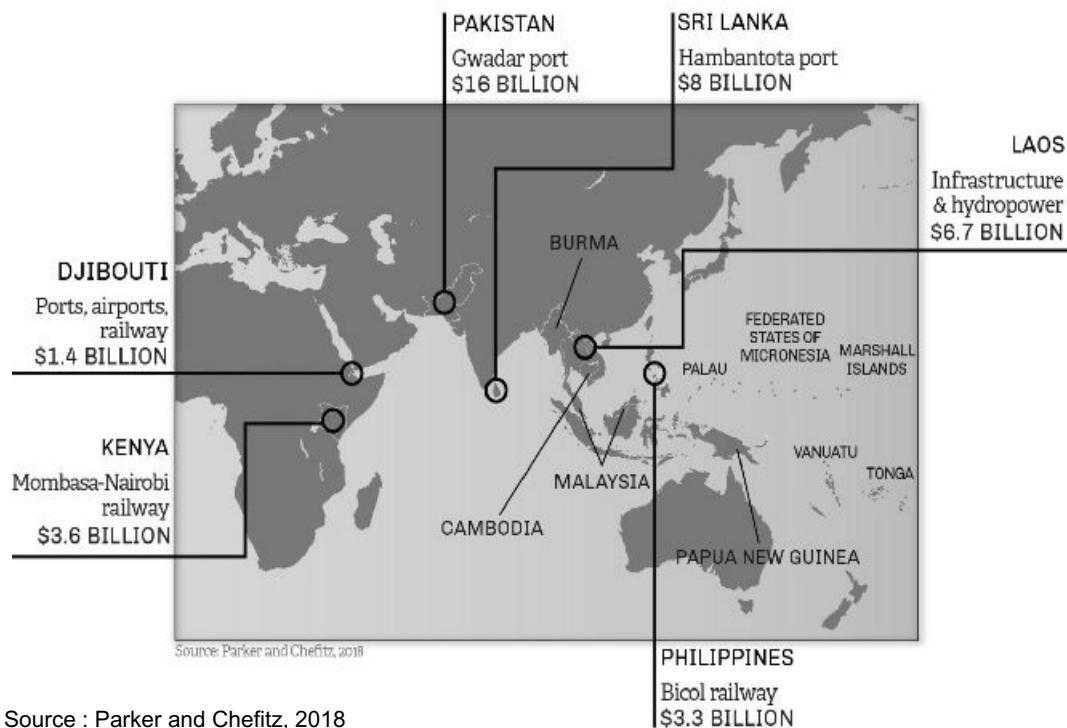 PAKISTAN
Gwadar port
$16 BILLION
SRI LANKA
Hambantota port
$8 BILLION
LAOS
Infrastructure
& hydropower
$6.7 BILLION
BURMA
DJIBOUTI
Ports, airports,
railway
$1.4 BILLION
FEDERATED
STATES OF
MICRONESIA
MARSHALL
ISLANDS
PALAU
KENYA
Mombasa-Nairobi
railway
$3.6 BILLION
VANUATU
TONGA
MALAYSIA
CAMBODIA
PAPUA NEW GUINEA
Source: Parker and Chefitz, 2018
PHILIPPINES
Bicol railway
$3.3 BILLION
Source : Parker and Chefitz, 2018